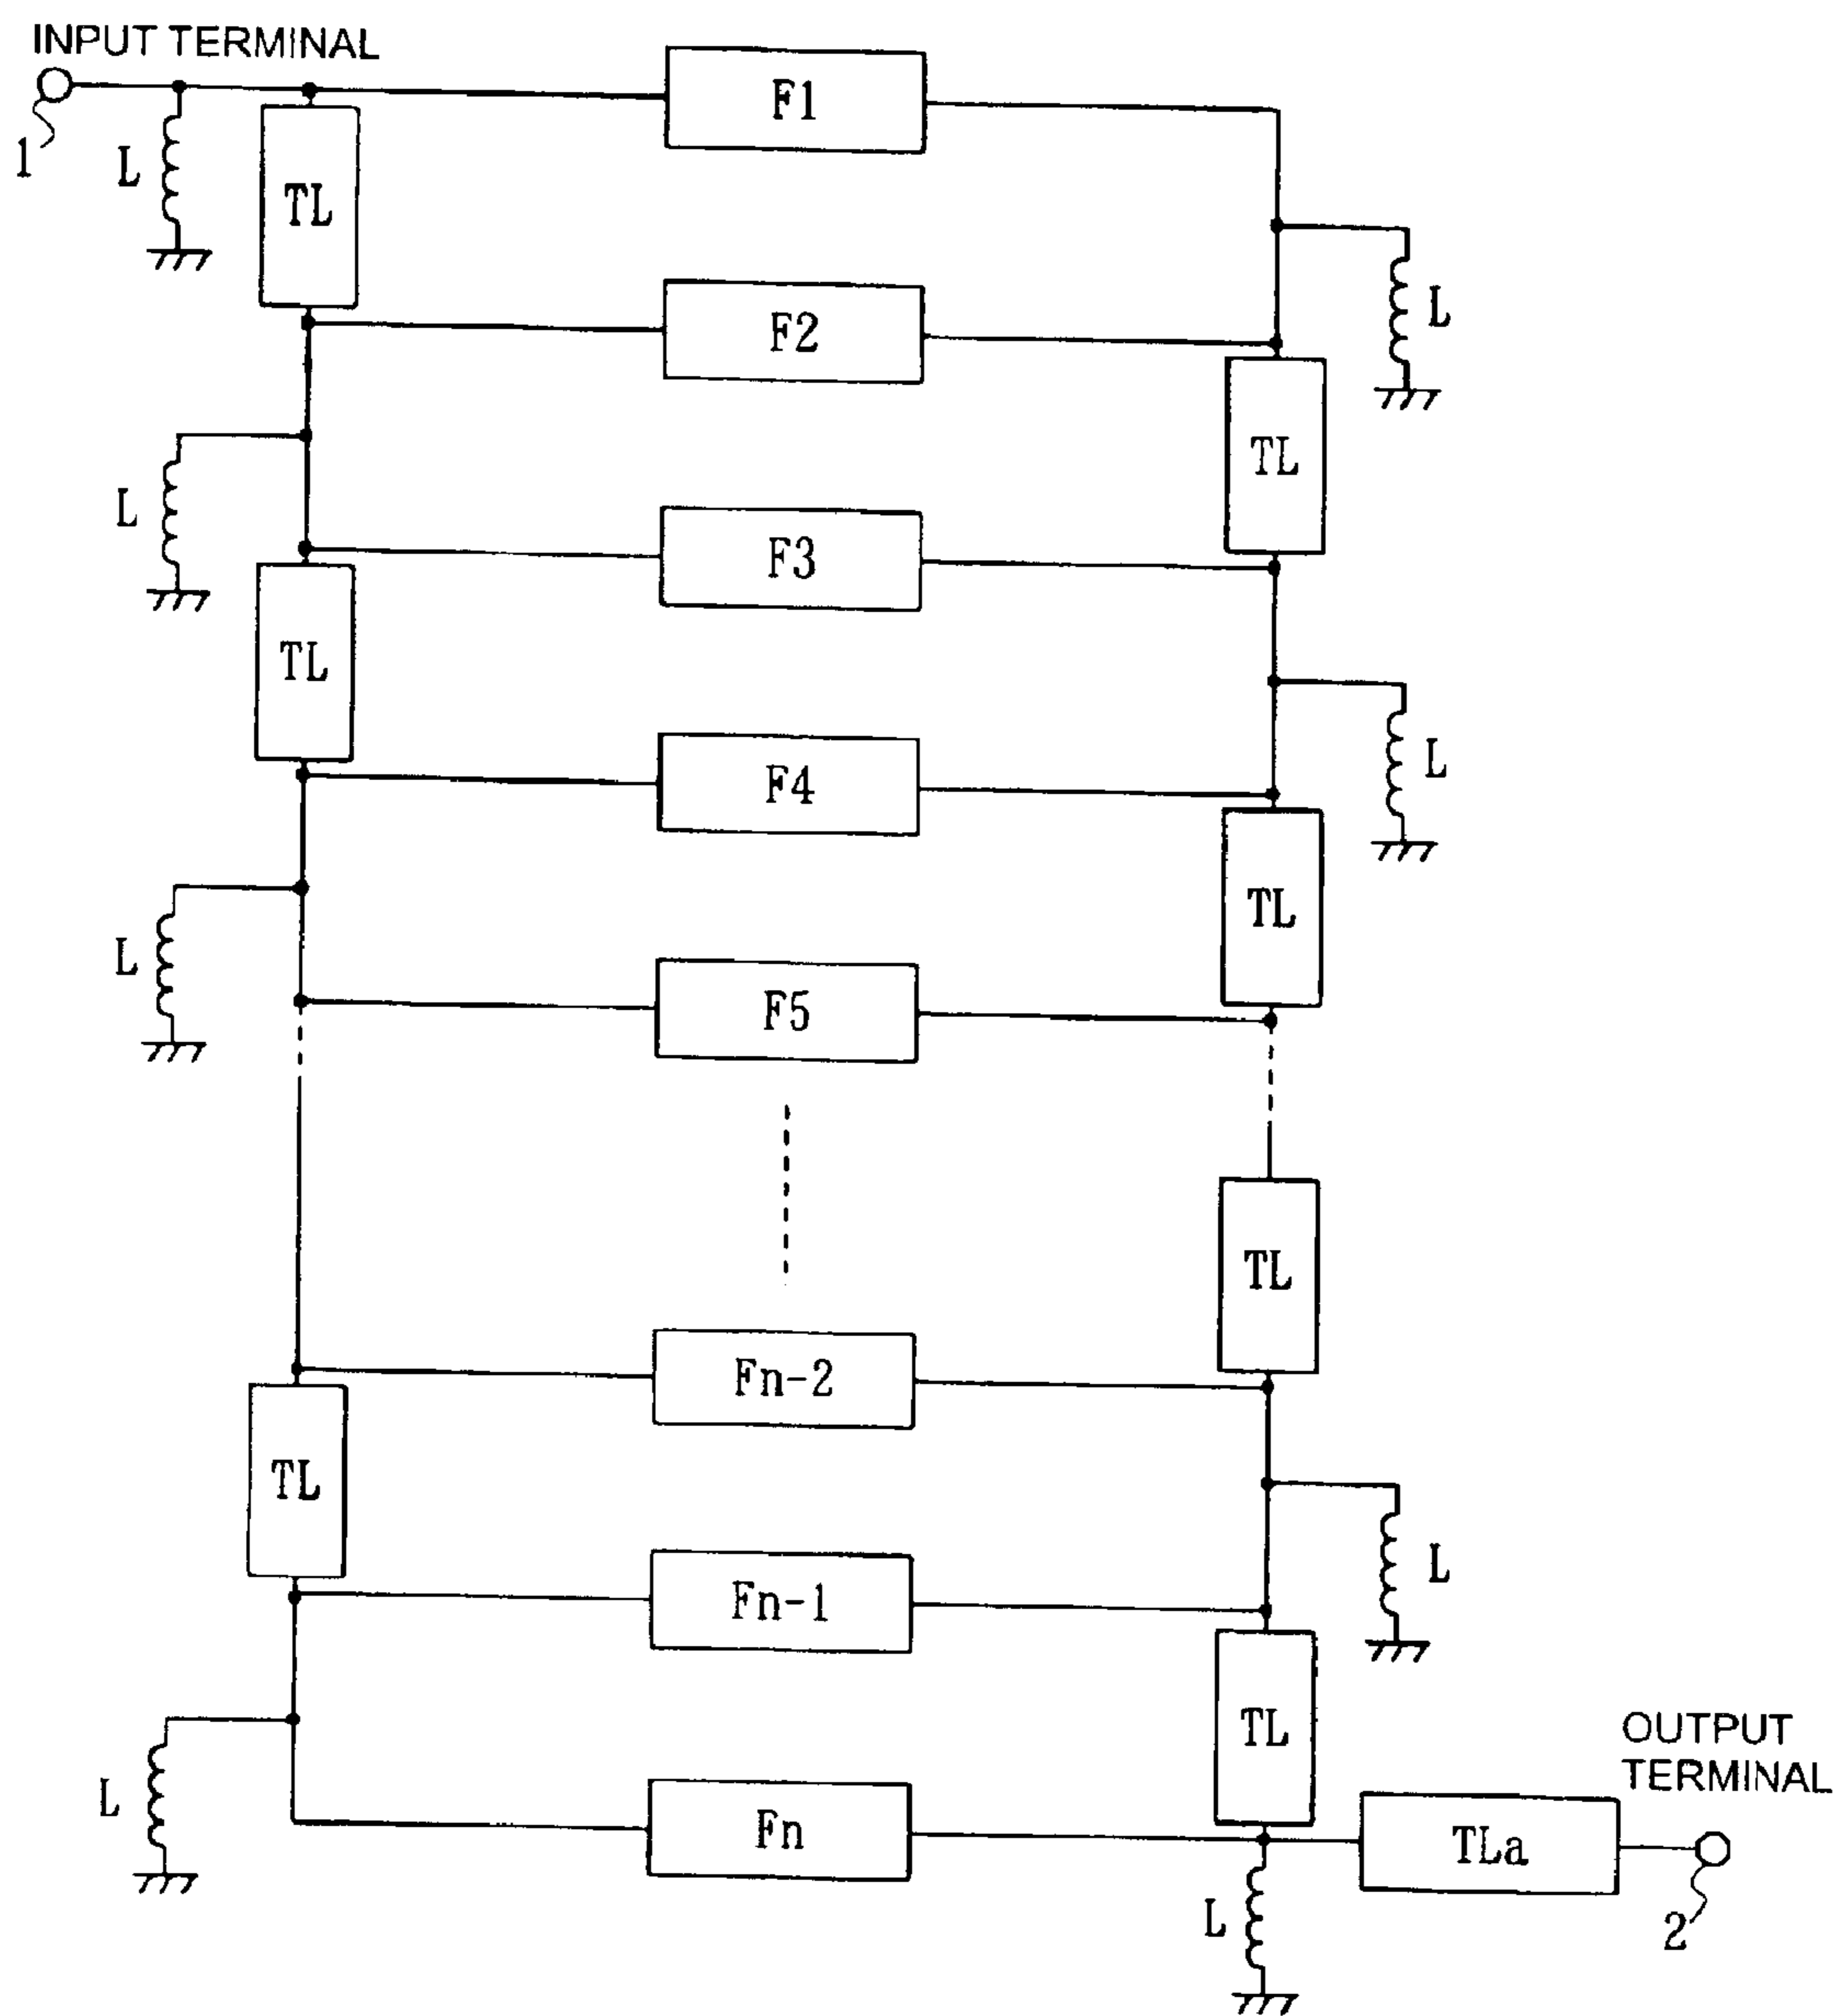 INPUT TERMINAL
1
L
TL
F1
F2
L
TL
L
F3
TL
F4
L
TL
L
F5
TL
Fn-2
TL
L
Fn-1
TL
L
Fn
OUTPUT
TERMINAL
TLa
L
2